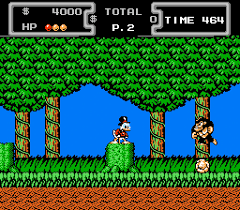 $ 4000 TOTAL
$ 0 TIME 464
HP P.2